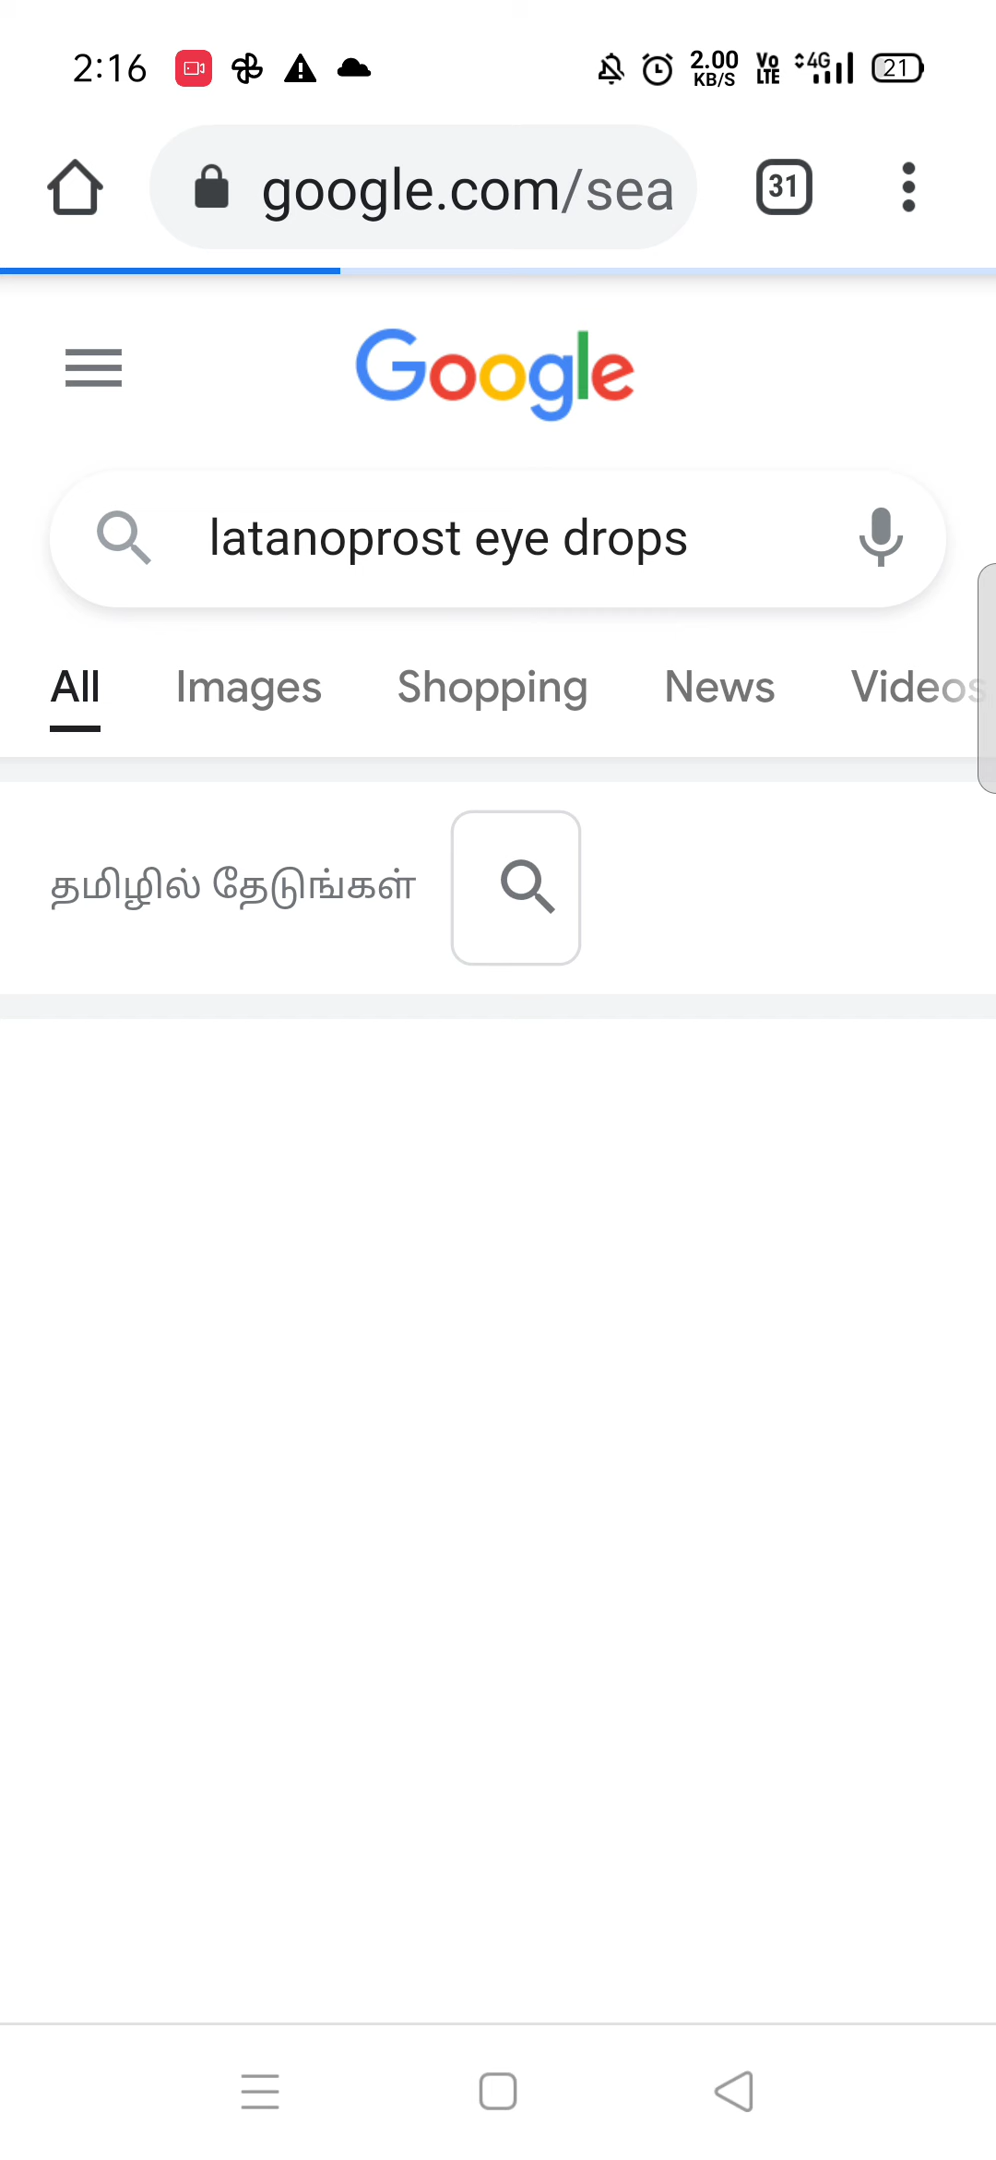 2:16 2.00 KB/S Vo LTE 4G 21
google.com/sea 31
Google
latanoprost eye drops
All Images Shopping News Videos
தமிழில் தேடுங்கள்